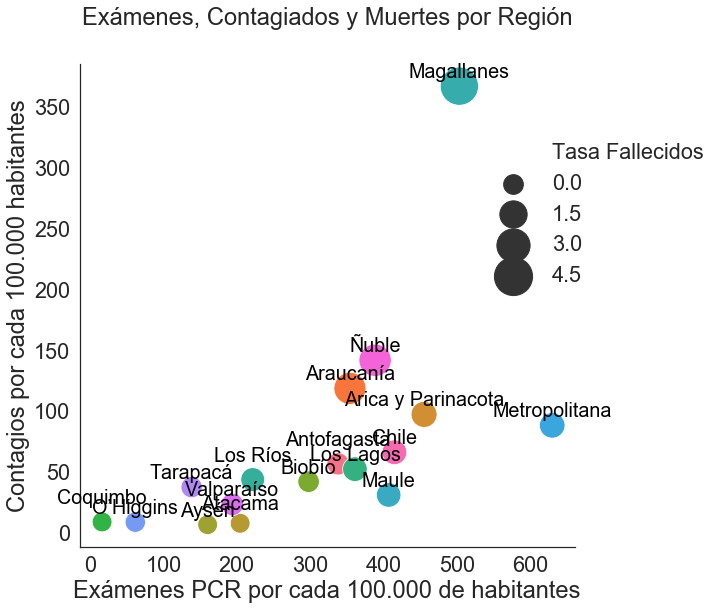 Exámenes, Contagiados y Muertes por Región
Contagios por cada 100.000 habitantes
350
300
250
200
150
100
50
0
Magallanes
Tasa Fallecidos
0.0
1.5
3.0
4.5
Ñuble
Araucanía
Arica y Parinacota
Metropolitana
Antofagasta
Chile
Los Ríos
Los Lagos
Biobío
Tarapacá
Maule
Valparaíso
Coquimbo
O'Higgins
Atacama
Aysén
0 100 200 300 400 500 600
Exámenes PCR por cada 100.000 de habitantes